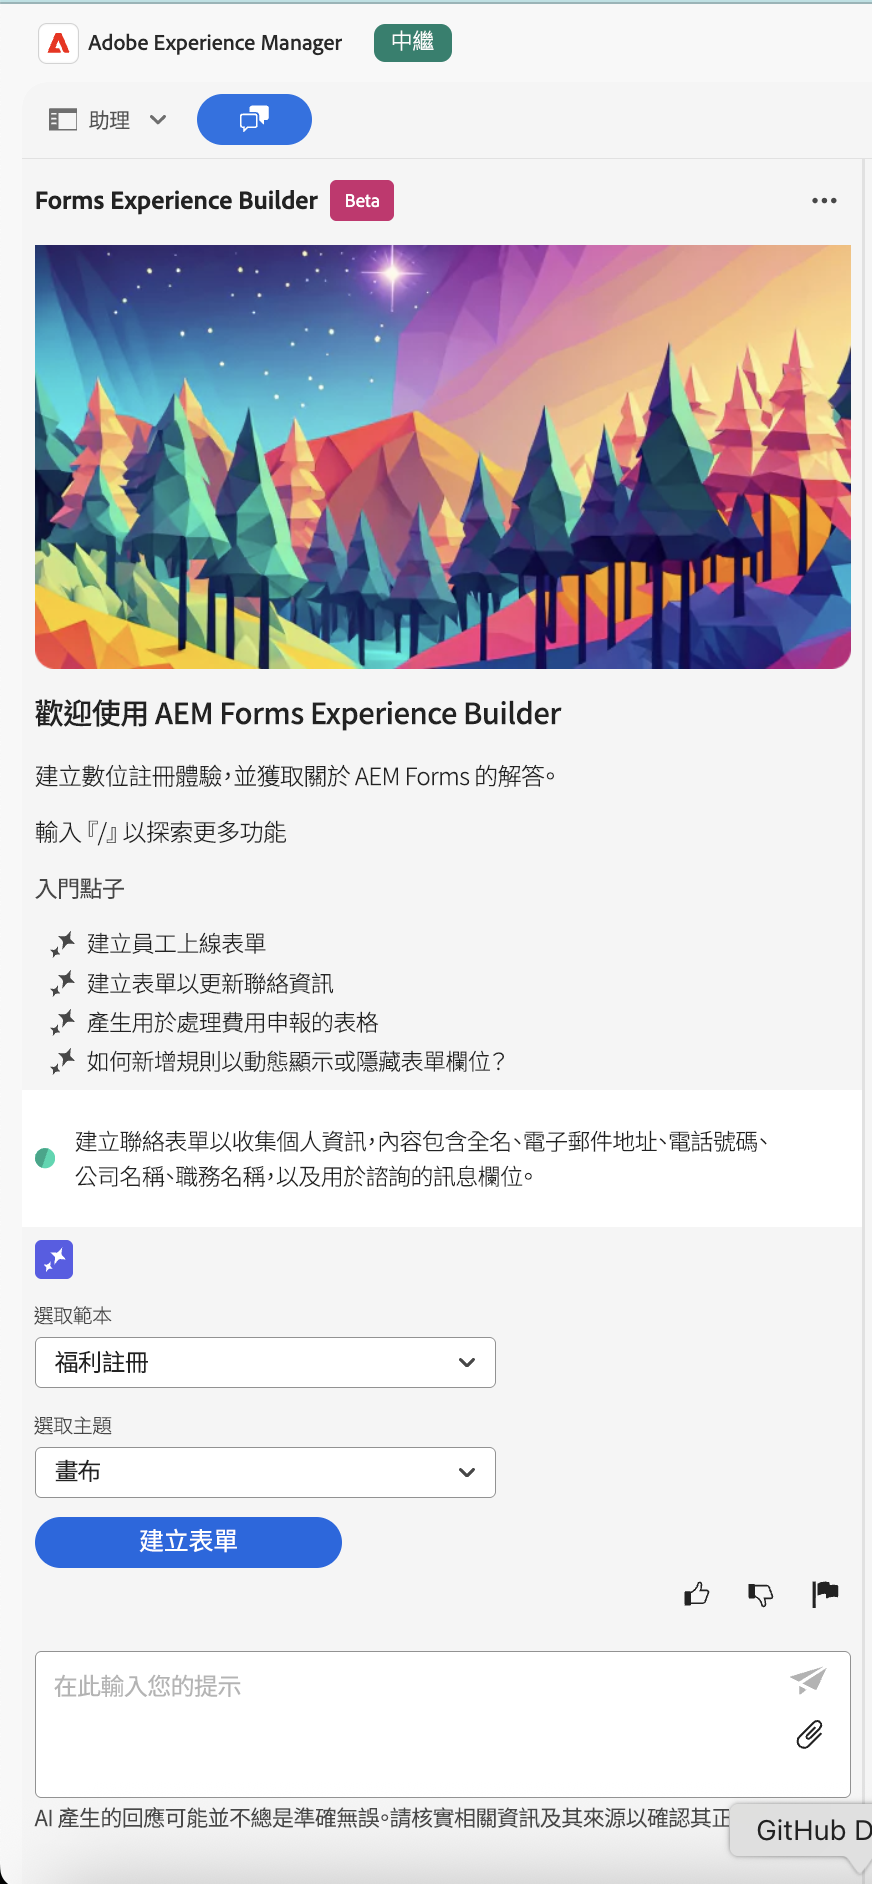 Adobe Experience Manager
中繼
助理
Forms Experience Builder
Beta
歡迎使用 AEM Forms Experience Builder
建立數位註冊體驗，並獲取關於 AEM Forms 的解答。
輸入『/』以探索更多功能
入門點子
建立員工上線表單
建立表單以更新聯絡資訊
產生用於處理費用申報的表格
如何新增規則以動態顯示或隱藏表單欄位？
建立聯絡表單以收集個人資訊，內容包含全名、電子郵件地址、電話號碼、
公司名稱、職務名稱，以及用於諮詢的訊息欄位。
選取範本
福利註冊
選取主題
畫布
建立表單
在此輸入您的提示
AI 產生的回應可能並不總是準確無誤。請核實相關資訊及其來源以確認其正
GitHub D